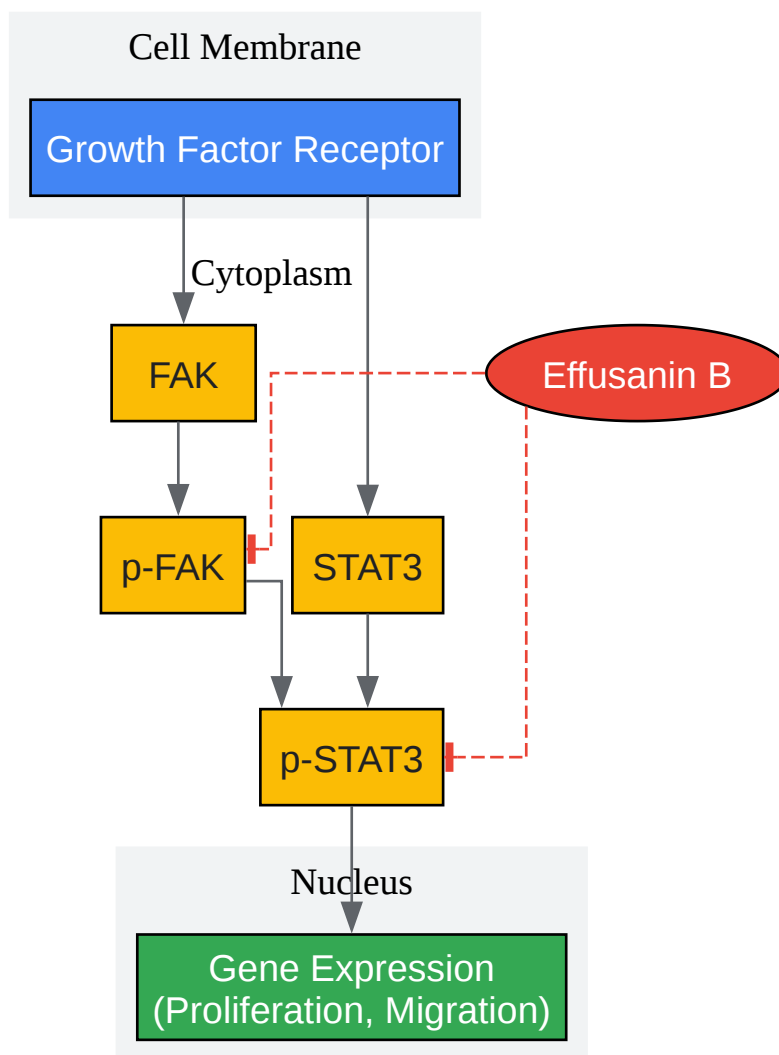 Cell Membrane
Growth Factor Receptor
Cytoplasm
FAK
Effusanin B
p-FAK
STAT3
p-STAT3
Nucleus
Gene Expression
(Proliferation, Migration)